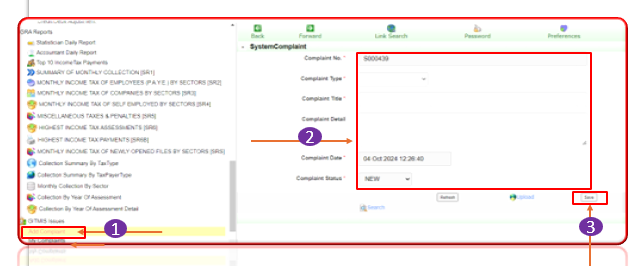 GRA Reports
Statistician Daily Report
Accountant Daily Report
Top 10 IncomeTax Payments
SUMMARY OF MONTHLY COLLECTION [SR1]
MONTHLY INCOME TAX OF EMPLOYEES (P.A.Y.E.) BY SECTORS [SR2]
MONTHLY INCOME TAX OF COMPANIES BY SECTORS [SR3]
MONTHLY INCOME TAX OF SELF EMPLOYED BY SECTORS [SR4]
MISCELLANEOUS TAXES & PENALTIES [SR5]
HIGHEST INCOME TAX ASSESSMENTS [SR6]
HIGHEST INCOME TAX PAYMENTS [SR6B]
MONTHLY INCOME TAX OF NEWLY OPENED FILES BY SECTORS [SR8]
Collection Summary By TaxType
Collection Summary By TaxPayerType
Monthly Collection By Sector
Collection By Year Of Assessment
Collection By Year Of Assessment Detail
GITMIS Issues
Add Complaint
My Complaints
1
Back
Forward
Link Search
Password
Preferences
- SystemComplaint
Complaint No. * S000439
Complaint Type *
Complaint Title *
Complaint Detail
2
Complaint Date * 04 Oct 2024 12:26:40
Complaint Status * NEW
Refresh
Upload
Save
Search
3